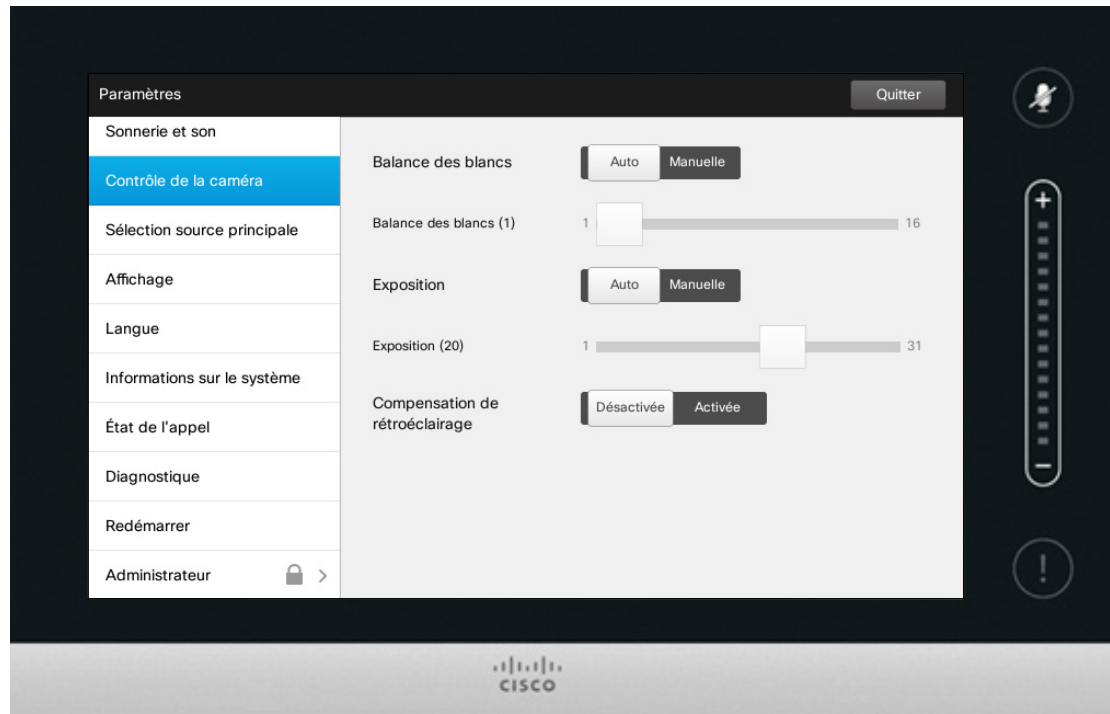 Paramètres
Quitter
Sonnerie et son
Contrôle de la caméra
Sélection source principale
Affichage
Langue
Informations sur le système
État de l'appel
Diagnostique
Redémarrer
Administrateur
Balance des blancs
Auto Manuelle
Balance des blancs (1)
1 16
Exposition
Auto Manuelle
Exposition (20)
1 31
Compensation de
rétroéclairage
Désactivée Activée
+
−
!
CISCO